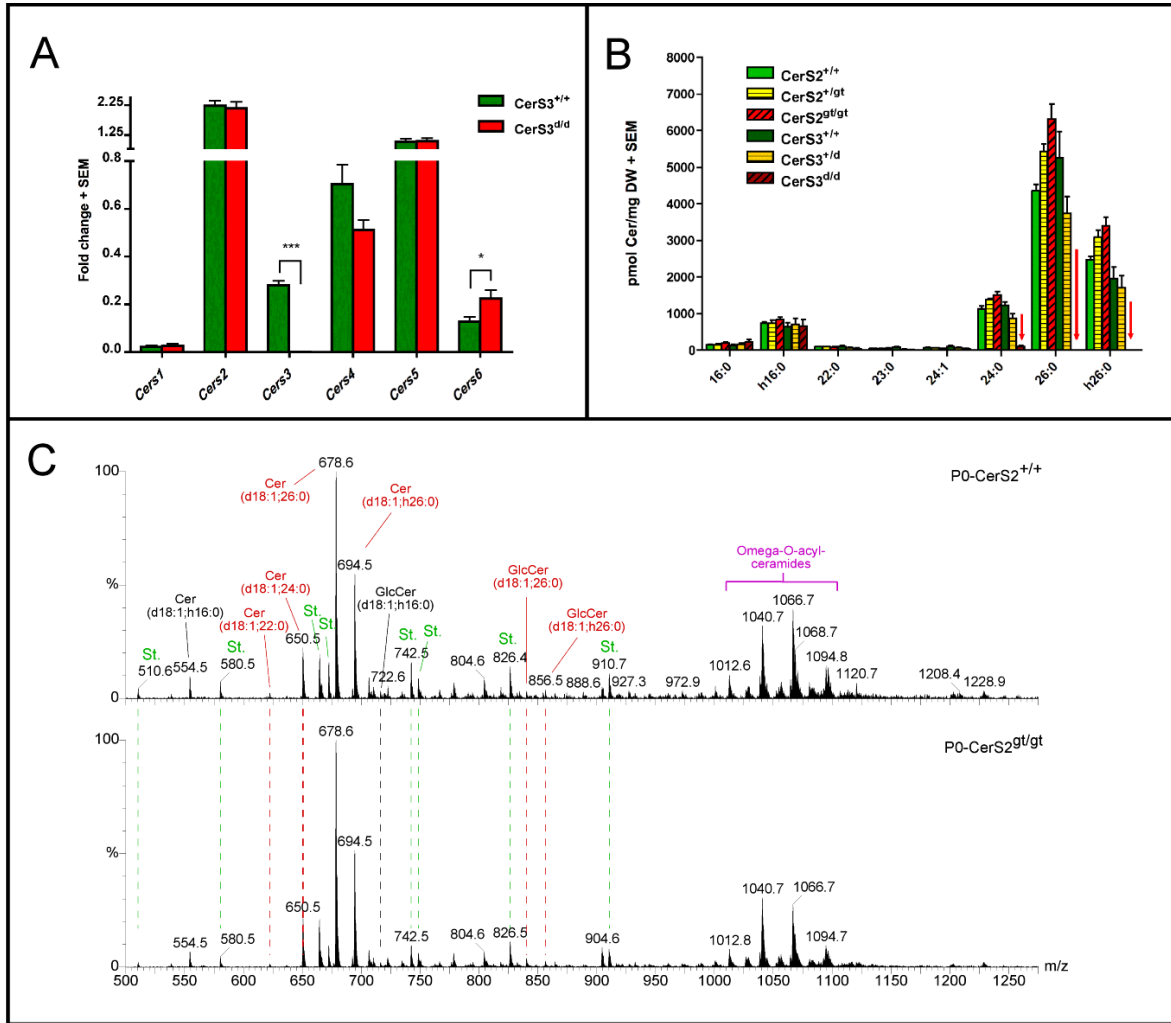 A
Fold change + SEM
2.25
1.25
0.8
0.6
0.4
0.2
0.0
***
*
CerS3+/+
CerS3d/d
Cers1
Cers2
Cers3
Cers4
Cers5
Cers6
B
pmol Cer/mg DW + SEM
8000
7000
6000
5000
4000
3000
2000
1000
0
CerS2+/+
CerS2+/gt
CerS2gt/gt
CerS3+/+
CerS3+/d
CerS3d/d
16:0
h16:0
22:0
23:0
24:1
24:0
26:0
h26:0
C
P0-CerS2+/+
100
%
0
St.
510.6
Cer
(d18:1;h16:0)
554.5
St.
580.5
Cer
(d18:1;22:0)
Cer
(d18:1;24:0)
650.5
St.
St.
Cer
(d18:1;26:0)
678.6
Cer
(d18:1;h26:0)
694.5
GlcCer
(d18:1;h16:0)
722.6
St.
742.5
St.
804.6
St.
826.4
GlcCer
(d18:1;26:0)
GlcCer
(d18:1;h26:0)
856.5
888.6
St.
910.7
927.3
972.9
Omega-O-acyl-
ceramides
1012.6
1040.7
1066.7
1068.7
1094.8
1120.7
1208.4
1228.9
P0-CerS2gt/gt
100
%
0
554.5
580.5
650.5
678.6
694.5
742.5
804.6
826.5
904.6
1012.8
1040.7
1066.7
1094.7
m/z
500
550
600
650
700
750
800
850
900
950
1000
1050
1100
1150
1200
1250